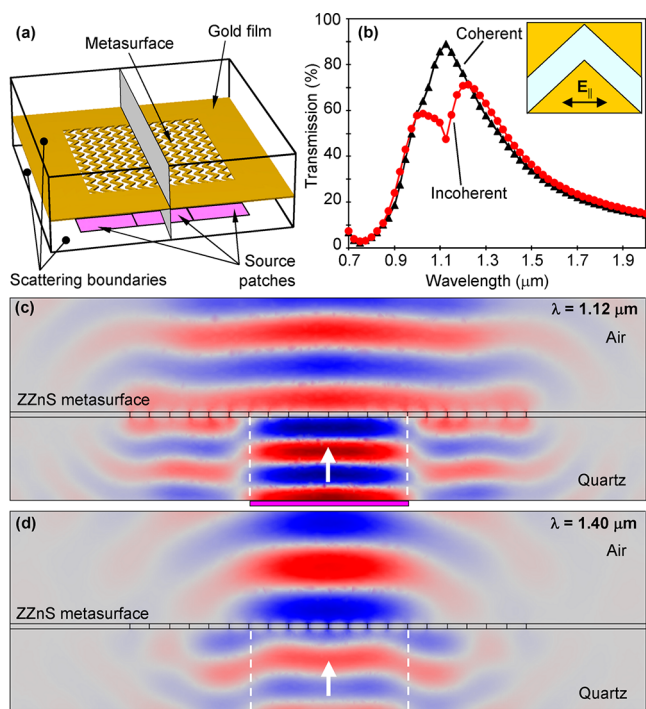 (a)
Metasurface
Gold film
Scattering boundaries
Source
patches
(b)
Coherent
Incoherent
E||
Transmission (%)
100
80
60
40
20
0
0.7 0.9 1.1 1.3 1.5 1.7 1.9
Wavelength (μm)
(c)
λ = 1.12 μm
Air
ZZnS metasurface
Quartz
(d)
λ = 1.40 μm
Air
ZZnS metasurface
Quartz